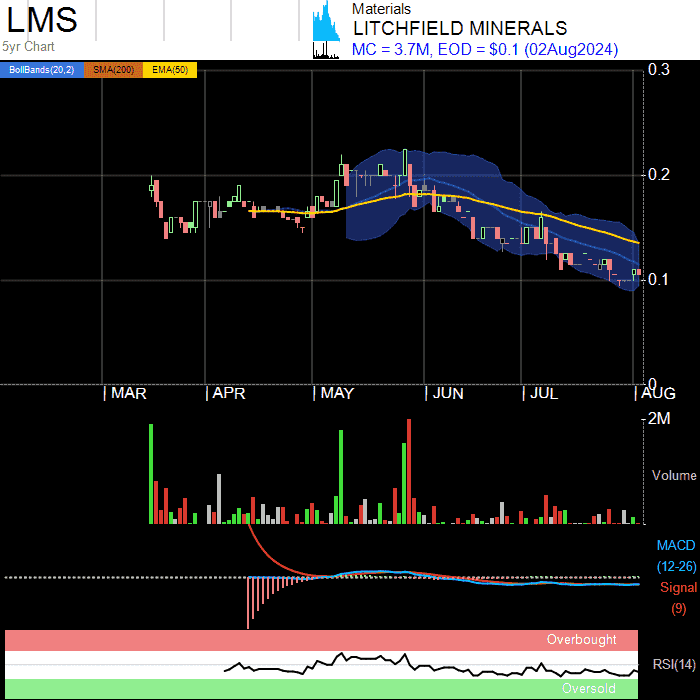 LMS
5yr Chart
Materials
LITCHFIELD MINERALS
MC = 3.7M, EOD = $0.1 (02Aug2024)
BollBands(20,2) SMA(200) EMA(50)
0.3
0.2
0.1
0
MAR APR MAY JUN JUL AUG
2M
Volume
MACD
(12-26)
Signal
(9)
Overbought
RSI(14)
Oversold